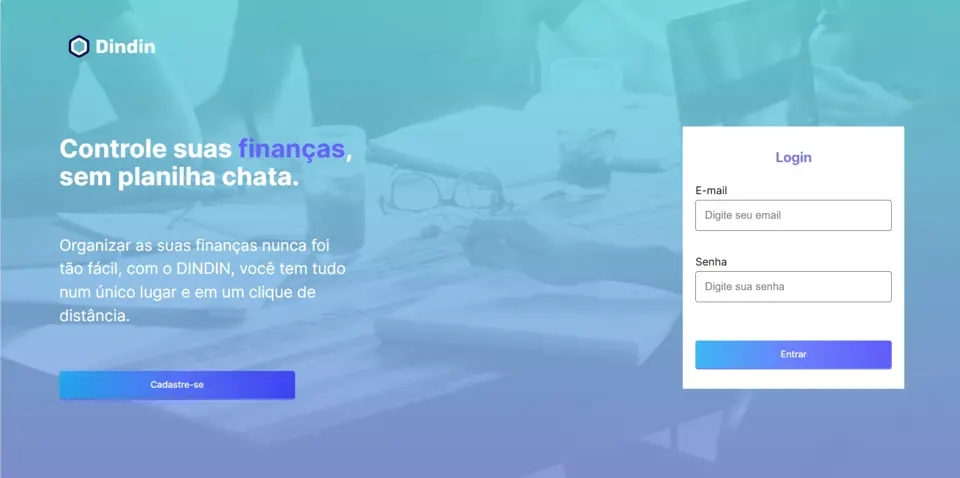 Dindin
Controle suas finanças,
sem planilha chata.
Organizar as suas finanças nunca foi
tão fácil, com o DINDIN, você tem tudo
num único lugar e em um clique de
distância.
Cadastre-se
Login
E-mail
Digite seu email
Senha
Digite sua senha
Entrar